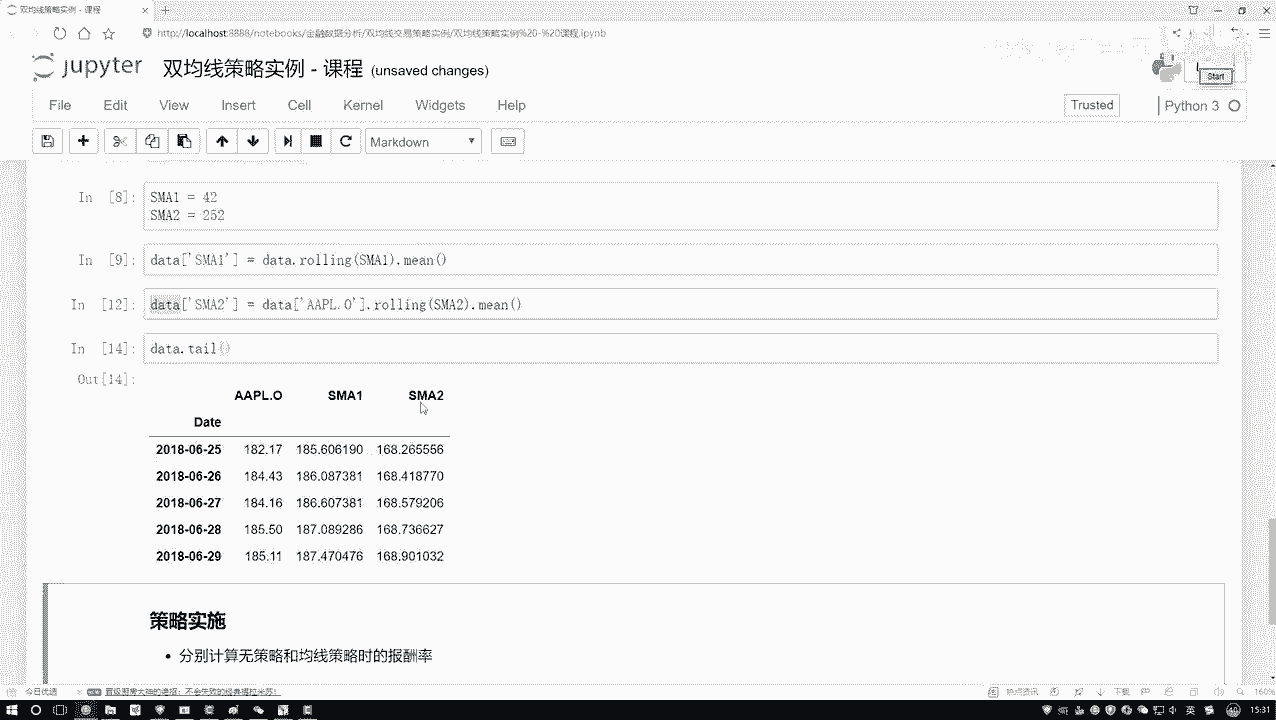 双均线策略实例 - 课程
http://localhost:8888/notebooks/金融数据分析/双均线交易策略实例/双均线策略实例%20-%20课程.ipynb
jupyter 双均线策略实例 - 课程 (unsaved changes)
Start
File Edit View Insert Cell Kernel Widgets Help
Trusted
Python 3
Markdown
In [8]: SMA1 = 42
SMA2 = 252
In [9]: data['SMA1'] = data.rolling(SMA1).mean()
In [12]: data['SMA2'] = data['AAPL.O'].rolling(SMA2).mean()
In [14]: data.tail()
Out[14]:
AAPL.O SMA1 SMA2
Date
2018-06-25 182.17 185.606190 168.265556
2018-06-26 184.43 186.087381 168.418770
2018-06-27 184.16 186.607381 168.579206
2018-06-28 185.50 187.089286 168.736627
2018-06-29 185.11 187.470476 168.901032
策略实施
• 分别计算无策略和均线策略时的报酬率
今日优选
热点资讯
下载
160%
英
15:31